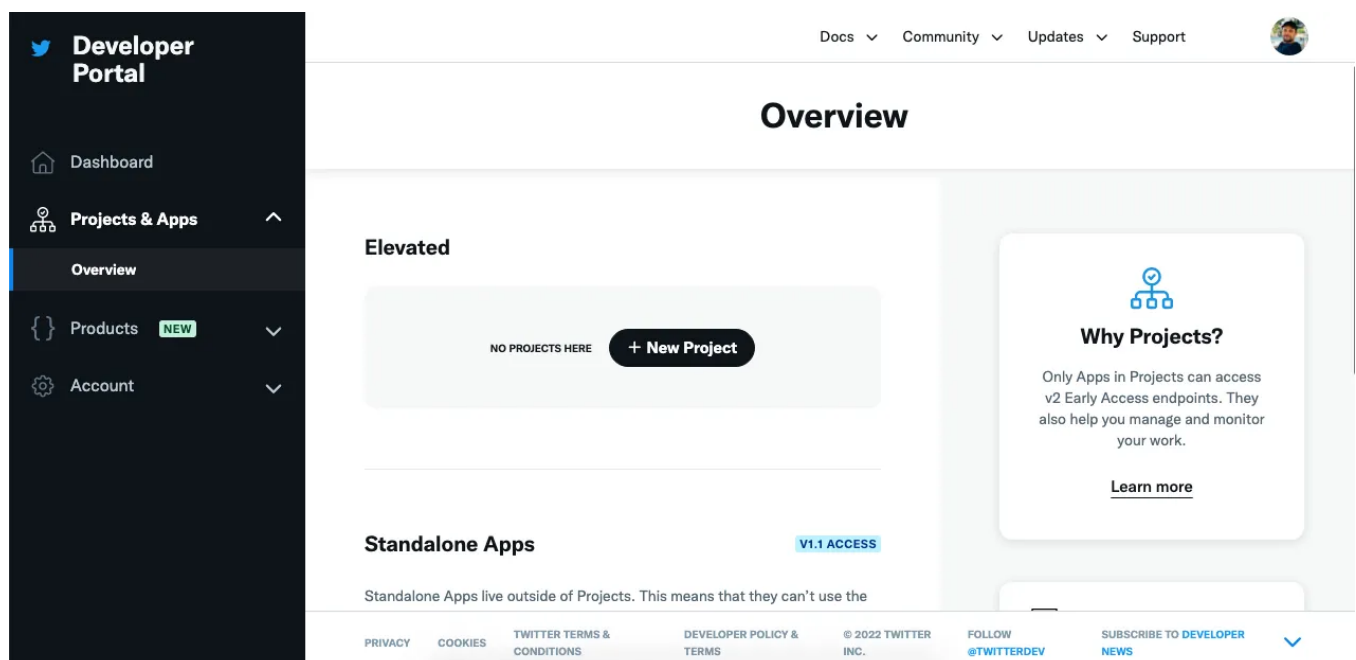 Developer
Portal
Docs
Community
Updates
Support
Overview
Dashboard
Projects & Apps
Overview
Products NEW
Account
Elevated
NO PROJECTS HERE
+ New Project
Why Projects?
Only Apps in Projects can access
v2 Early Access endpoints. They
also help you manage and monitor
your work.
Learn more
Standalone Apps
V1.1 ACCESS
Standalone Apps live outside of Projects. This means that they can’t use the
PRIVACY
COOKIES
TWITTER TERMS &
CONDITIONS
DEVELOPER POLICY &
TERMS
© 2022 TWITTER
INC.
FOLLOW
@TWITTERDEV
SUBSCRIBE TO DEVELOPER
NEWS